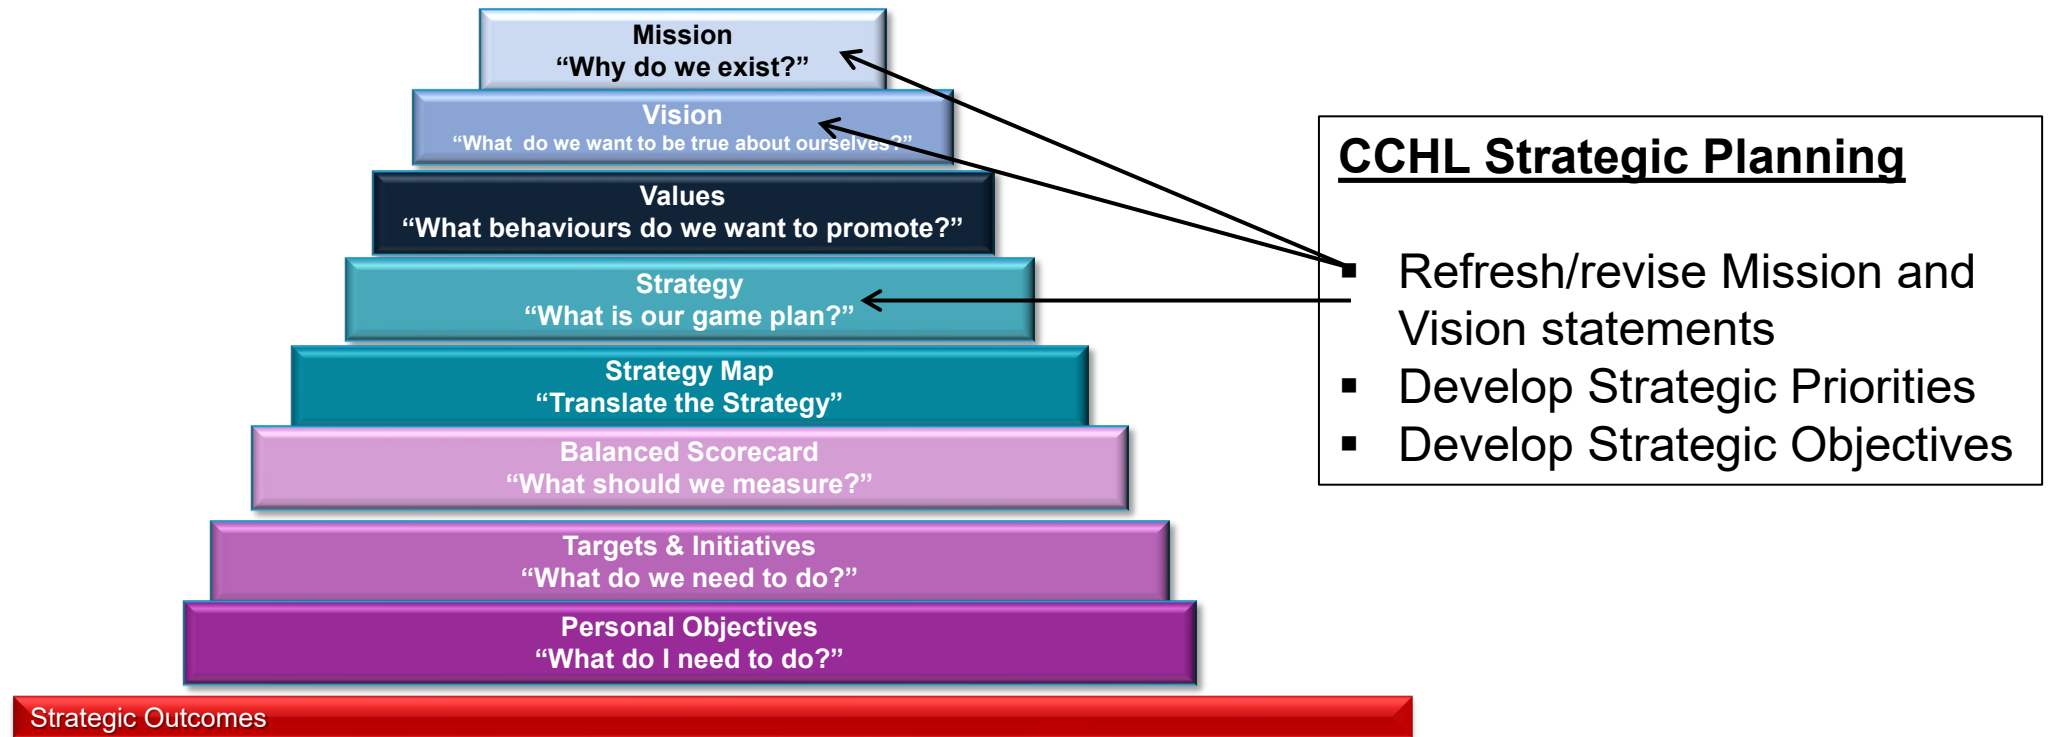 Mission
“Why do we exist?”
Vision
“What  do we want to be true about ourselves?”
Values
“What behaviours do we want to promote?”
Strategy
“What is our game plan?”
Strategy Map
“Translate the Strategy”
Balanced Scorecard
“What should we measure?”
Targets & Initiatives
“What do we need to do?”
Personal Objectives
“What do I need to do?”
Strategic Outcomes
CCHL Strategic Planning
▪ Refresh/revise Mission and
Vision statements
▪ Develop Strategic Priorities
▪ Develop Strategic Objectives